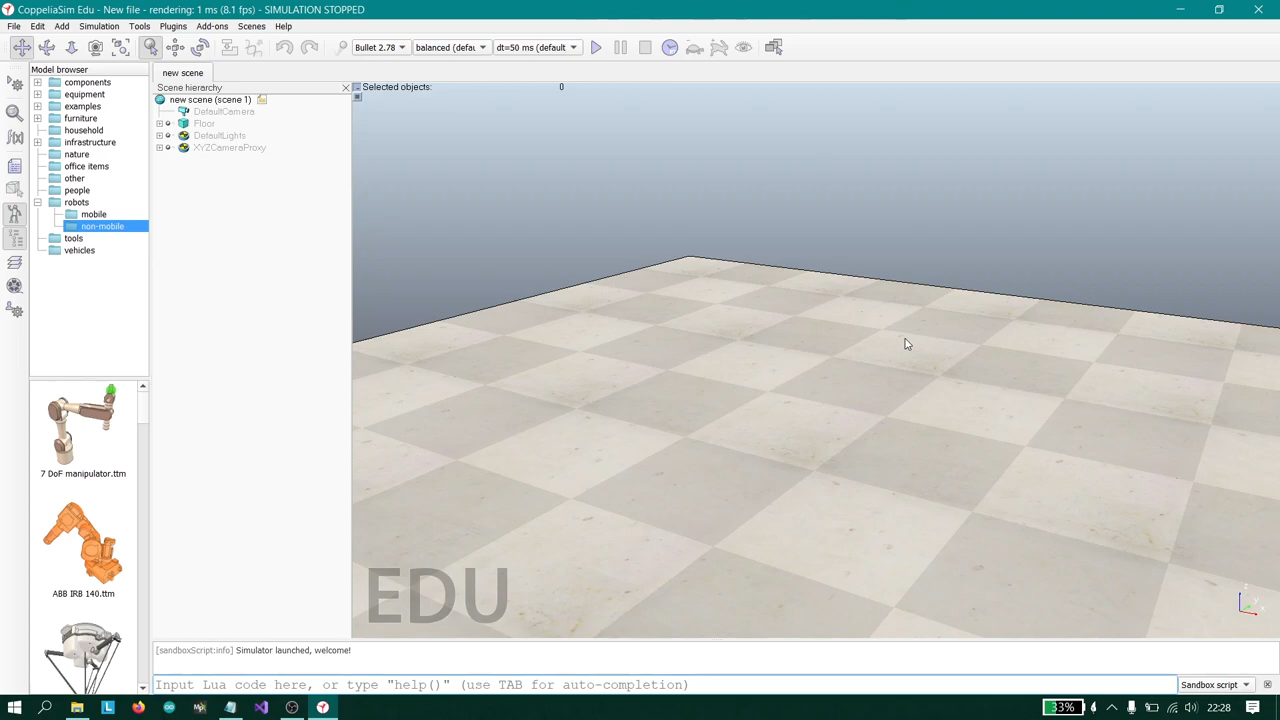 CoppeliaSim Edu - New file - rendering: 1 ms (8.1 fps) - SIMULATION STOPPED
File Edit Add Simulation Tools Plugins Add-ons Scenes Help
Bullet 2.78 balanced (defau dt=50 ms (default
Model browser
components
equipment
examples
furniture
household
infrastructure
nature
office items
other
people
robots
mobile
non-mobile
tools
vehicles
7 DoF manipulator.ttm
ABB IRB 140.ttm
new scene
Scene hierarchy
new scene (scene 1)
DefaultCamera
Floor
DefaultLights
XYZCameraProxy
Selected objects: 0
EDU
[sandboxScript:info] Simulator launched, welcome!
Input Lua code here, or type "help()" (use TAB for auto-completion)
Sandbox script
33% 22:28